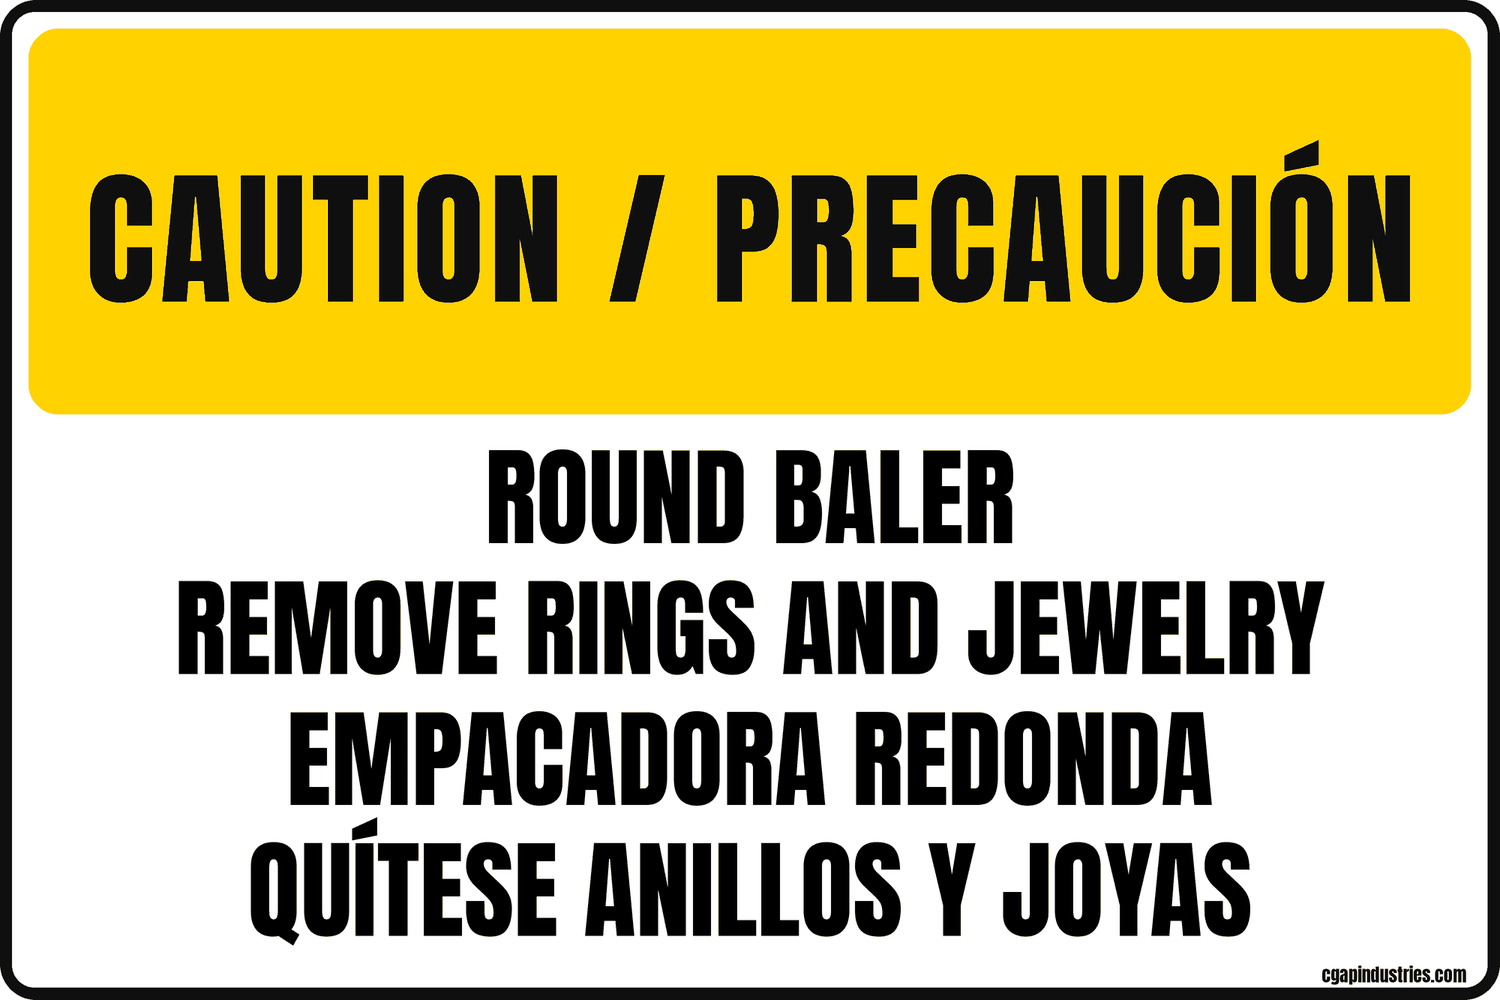 CAUTION / PRECAUCIÓN
ROUND BALER
REMOVE RINGS AND JEWELRY
EMPACADORA REDONDA
QUÍTESE ANILLOS Y JOYAS
cgapindustries.com